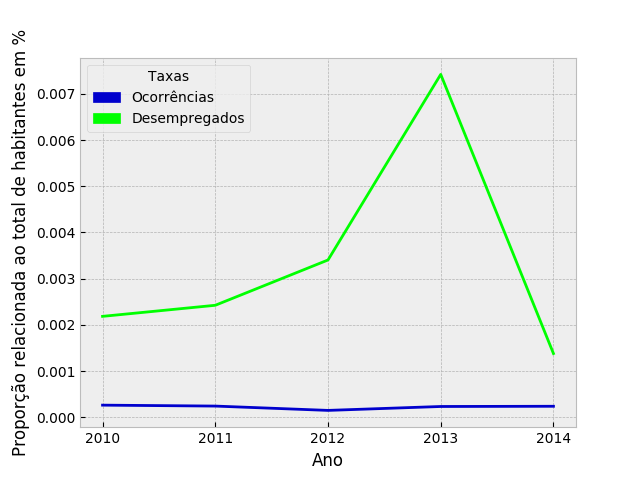 Proporção relacionada ao total de habitantes em %
Taxas
Ocorrências
Desempregados
0.007
0.006
0.005
0.004
0.003
0.002
0.001
0.000
2010 2011 2012 2013 2014
Ano